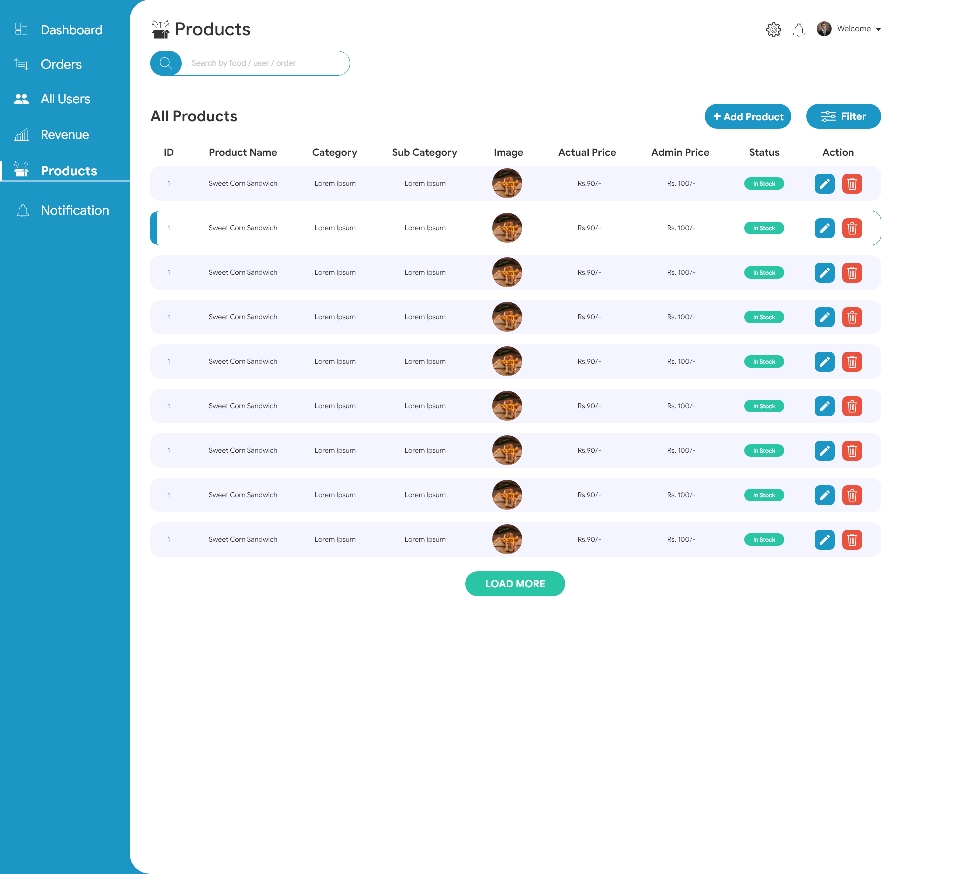 Dashboard
Orders
All Users
Revenue
Products
Notification
Products
Welcome
Search by food / user / order
All Products
+ Add Product
Filter
ID Product Name Category Sub Category Image Actual Price Admin Price Status Action
1 Sweet Corn Sandwich Lorem Ipsum Lorem Ipsum Rs.90/- Rs. 100/- In Stock
1 Sweet Corn Sandwich Lorem Ipsum Lorem Ipsum Rs.90/- Rs. 100/- In Stock
1 Sweet Corn Sandwich Lorem Ipsum Lorem Ipsum Rs.90/- Rs. 100/- In Stock
1 Sweet Corn Sandwich Lorem Ipsum Lorem Ipsum Rs.90/- Rs. 100/- In Stock
1 Sweet Corn Sandwich Lorem Ipsum Lorem Ipsum Rs.90/- Rs. 100/- In Stock
1 Sweet Corn Sandwich Lorem Ipsum Lorem Ipsum Rs.90/- Rs. 100/- In Stock
1 Sweet Corn Sandwich Lorem Ipsum Lorem Ipsum Rs.90/- Rs. 100/- In Stock
1 Sweet Corn Sandwich Lorem Ipsum Lorem Ipsum Rs.90/- Rs. 100/- In Stock
1 Sweet Corn Sandwich Lorem Ipsum Lorem Ipsum Rs.90/- Rs. 100/- In Stock
LOAD MORE